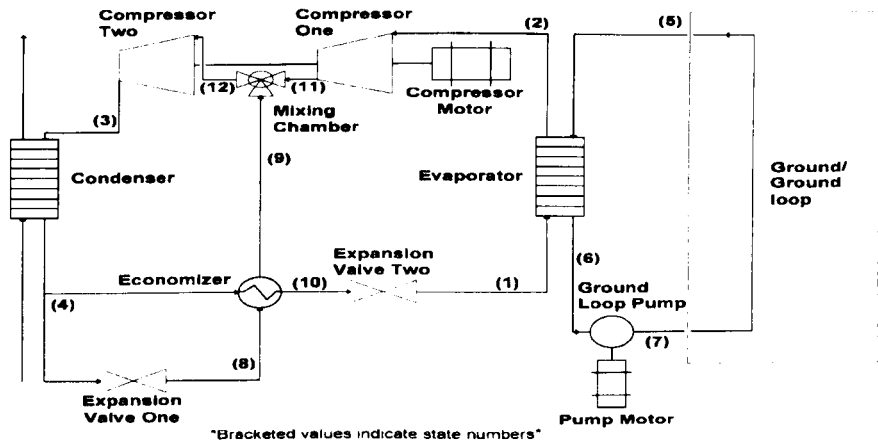 Compressor
Two
Compressor
One
(2)
(5)
(12)
(11)
Compressor
Motor
Mixing
Chamber
(3)
(9)
Condenser
Evaporator
Ground/
Ground
loop
Economizer
Expansion
Valve Two
(6)
(10)
(1)
(4)
Ground
Loop Pump
(7)
(8)
Expansion
Valve One
Pump Motor
"Bracketed values indicate state numbers"